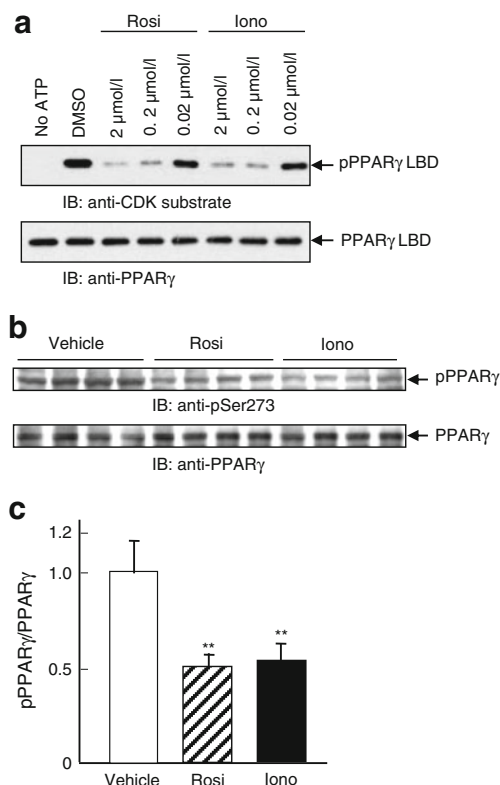 a
Rosi Iono
No ATP DMSO 2 μmol/l 0. 2 μmol/l 0.02 μmol/l 2 μmol/l 0.2 μmol/l 0.02 μmol/l
pPPARγ LBD
IB: anti-CDK substrate
PPARγ LBD
IB: anti-PPARγ
b
Vehicle Rosi Iono
pPPARγ
IB: anti-pSer273
PPARγ
IB: anti-PPARγ
c
pPPARγ/PPARγ
1.2
1.0
0.5
0
** **
Vehicle Rosi Iono